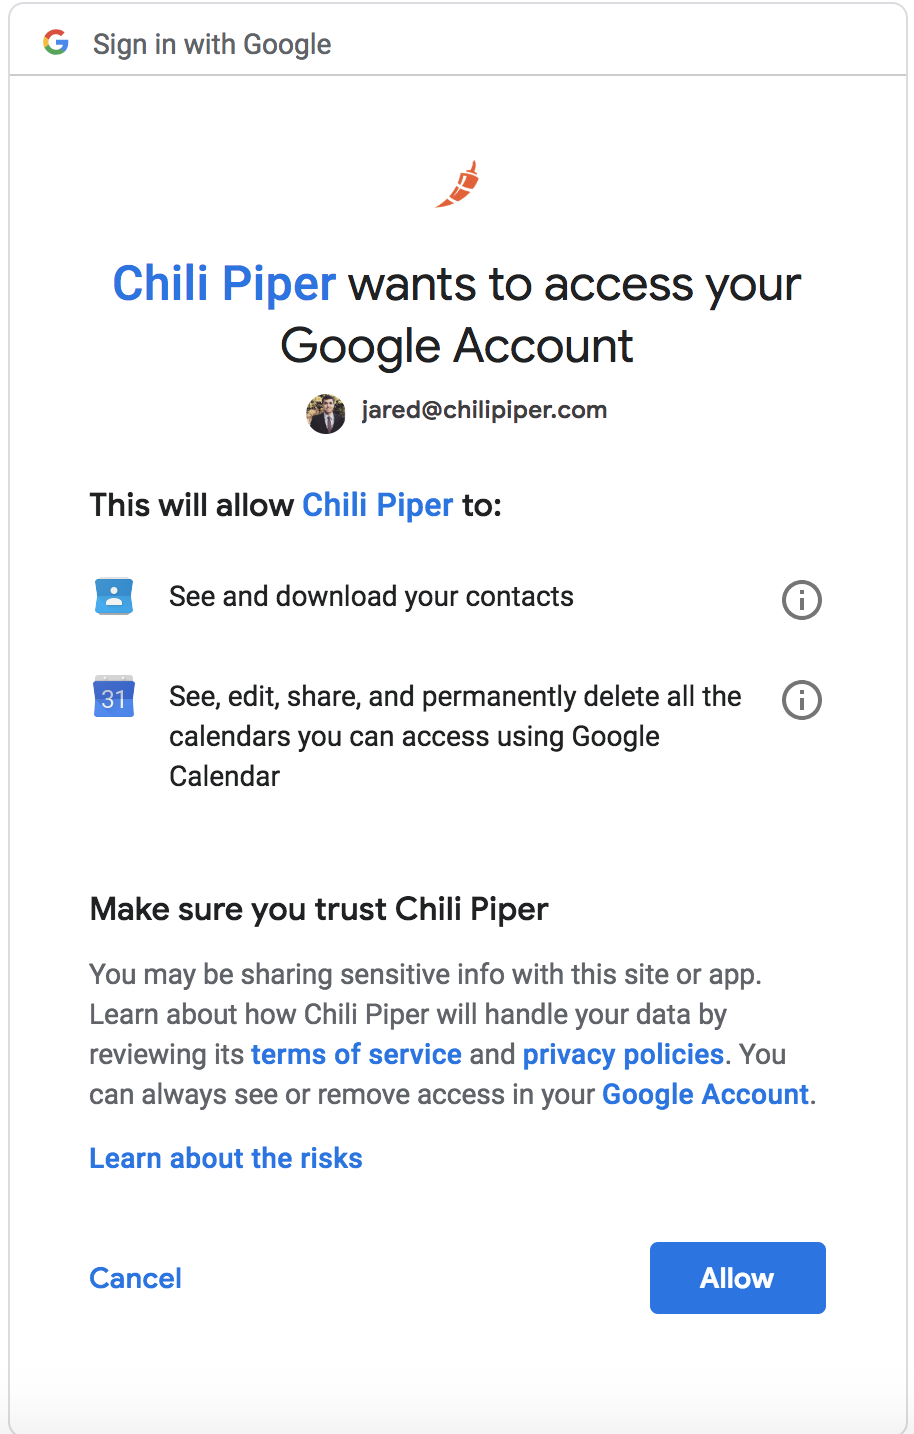 Sign in with Google
Chili Piper wants to access your
Google Account
jared@chilipiper.com
This will allow Chili Piper to:
See and download your contacts
31
See, edit, share, and permanently delete all the
calendars you can access using Google
Calendar
Make sure you trust Chili Piper
You may be sharing sensitive info with this site or app.
Learn about how Chili Piper will handle your data by
reviewing its terms of service and privacy policies. You
can always see or remove access in your Google Account.
Learn about the risks
Cancel
Allow